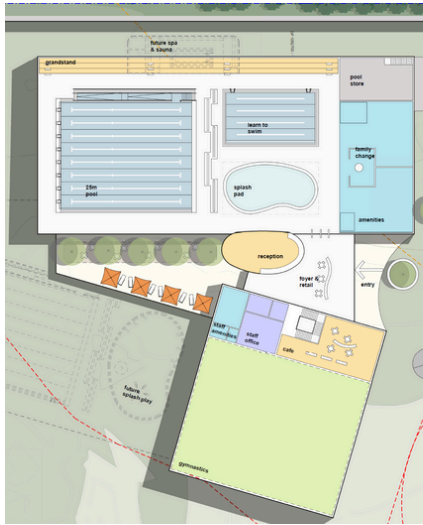 future spa
& sauna
grandstand
pool
store
learn to
swim
family
change
25m
pool
splash
pad
amenities
reception
foyer &
retail
entry
staff
amenities
staff
office
cafe
future
splash play
gymnastics